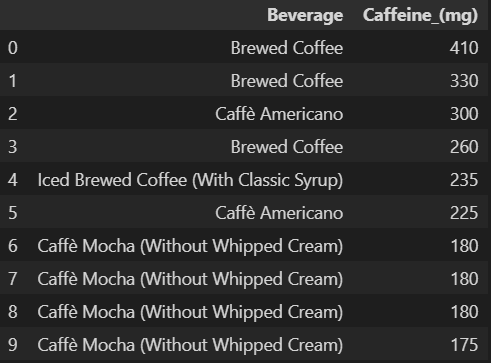 Beverage Caffeine_(mg)
0 Brewed Coffee 410
1 Brewed Coffee 330
2 Caffè Americano 300
3 Brewed Coffee 260
4 Iced Brewed Coffee (With Classic Syrup) 235
5 Caffè Americano 225
6 Caffè Mocha (Without Whipped Cream) 180
7 Caffè Mocha (Without Whipped Cream) 180
8 Caffè Mocha (Without Whipped Cream) 180
9 Caffè Mocha (Without Whipped Cream) 175